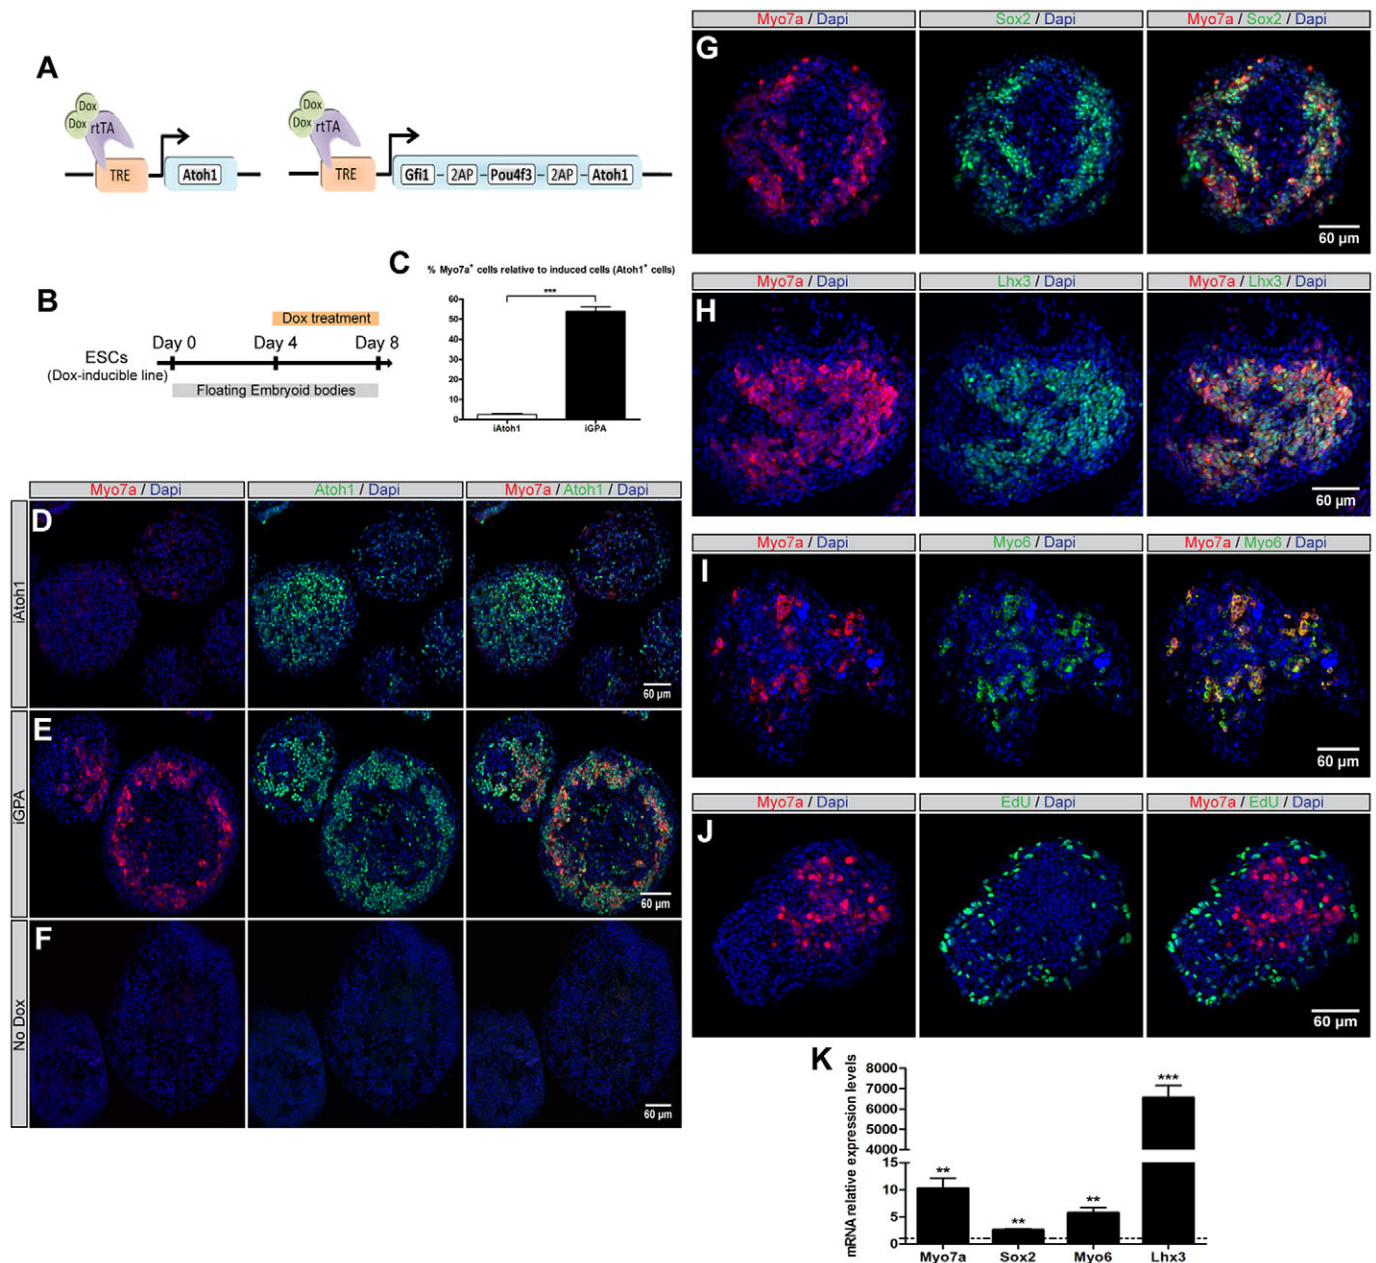 A
Dox
Dox
rtTA
TRE
Atoh1
Dox
Dox
rtTA
TRE
Gfi1 – 2AP – Pou4f3 – 2AP – Atoh1
B
Dox treatment
Day 0 Day 4 Day 8
ESCs
(Dox-inducible line)
Floating Embryoid bodies
C
% Myo7a+ cells relative to induced cells (Atoh1+ cells)
***
60
50
40
30
20
10
0
iAtoh1 iGPA
Myo7a / Dapi Atoh1 / Dapi Myo7a / Atoh1 / Dapi
D
iAtoh1
60 µm
E
iGPA
60 µm
F
No Dox
60 µm
Myo7a / Dapi Sox2 / Dapi Myo7a / Sox2 / Dapi
G
60 µm
Myo7a / Dapi Lhx3 / Dapi Myo7a / Lhx3 / Dapi
H
60 µm
Myo7a / Dapi Myo6 / Dapi Myo7a / Myo6 / Dapi
I
60 µm
Myo7a / Dapi EdU / Dapi Myo7a / EdU / Dapi
J
60 µm
K
mRNA relative expression levels
8000
7000
6000
5000
4000
15
10
5
0
** ** ** ***
Myo7a Sox2 Myo6 Lhx3